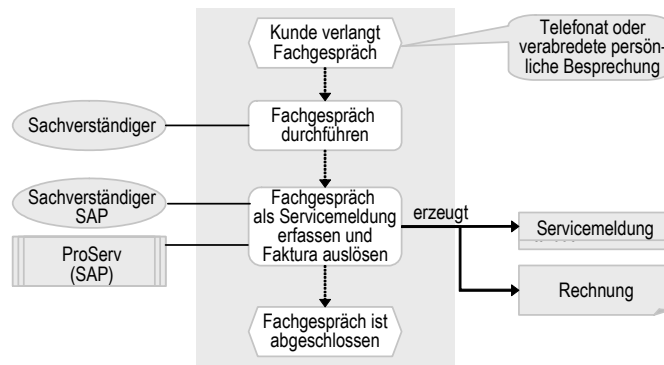 Kunde verlangt
Fachgespräch
Telefonat oder
verabredete persön-
liche Besprechung
Sachverständiger
Fachgespräch
durchführen
Sachverständiger
SAP
ProServ
(SAP)
Fachgespräch
als Servicemeldung
erfassen und
Faktura auslösen
erzeugt
Servicemeldung
Rechnung
Fachgespräch ist
abgeschlossen